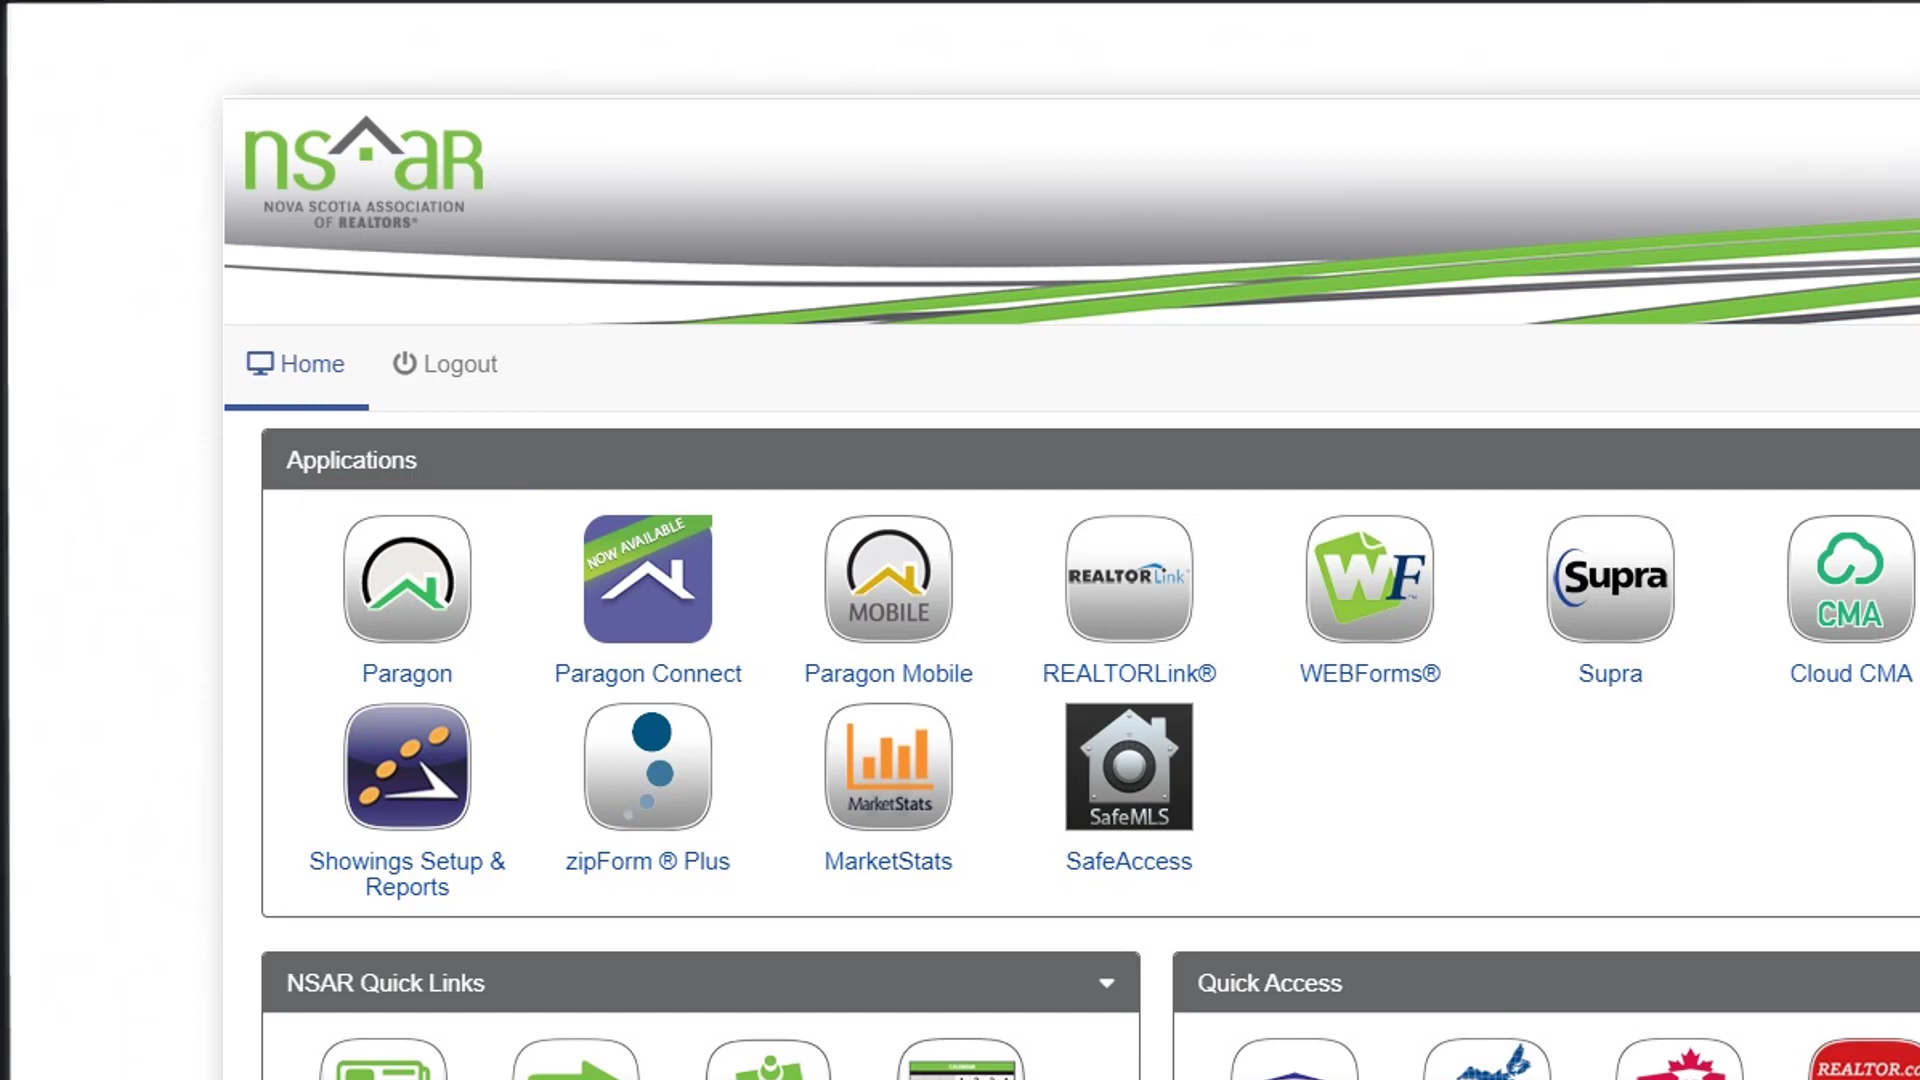 nsaR
NOVA SCOTIA ASSOCIATION
OF REALTORS®
Home
Logout
Applications
NOW AVAILABLE
MOBILE
REALTOR Link
WF
Supra
CMA
Paragon
Paragon Connect
Paragon Mobile
REALTORLink®
WEBForms®
Supra
Cloud CMA
MarketStats
SafeMLS
Showings Setup &
Reports
zipForm ® Plus
MarketStats
SafeAccess
NSAR Quick Links
Quick Access
CALENDAR
REALTOR.c